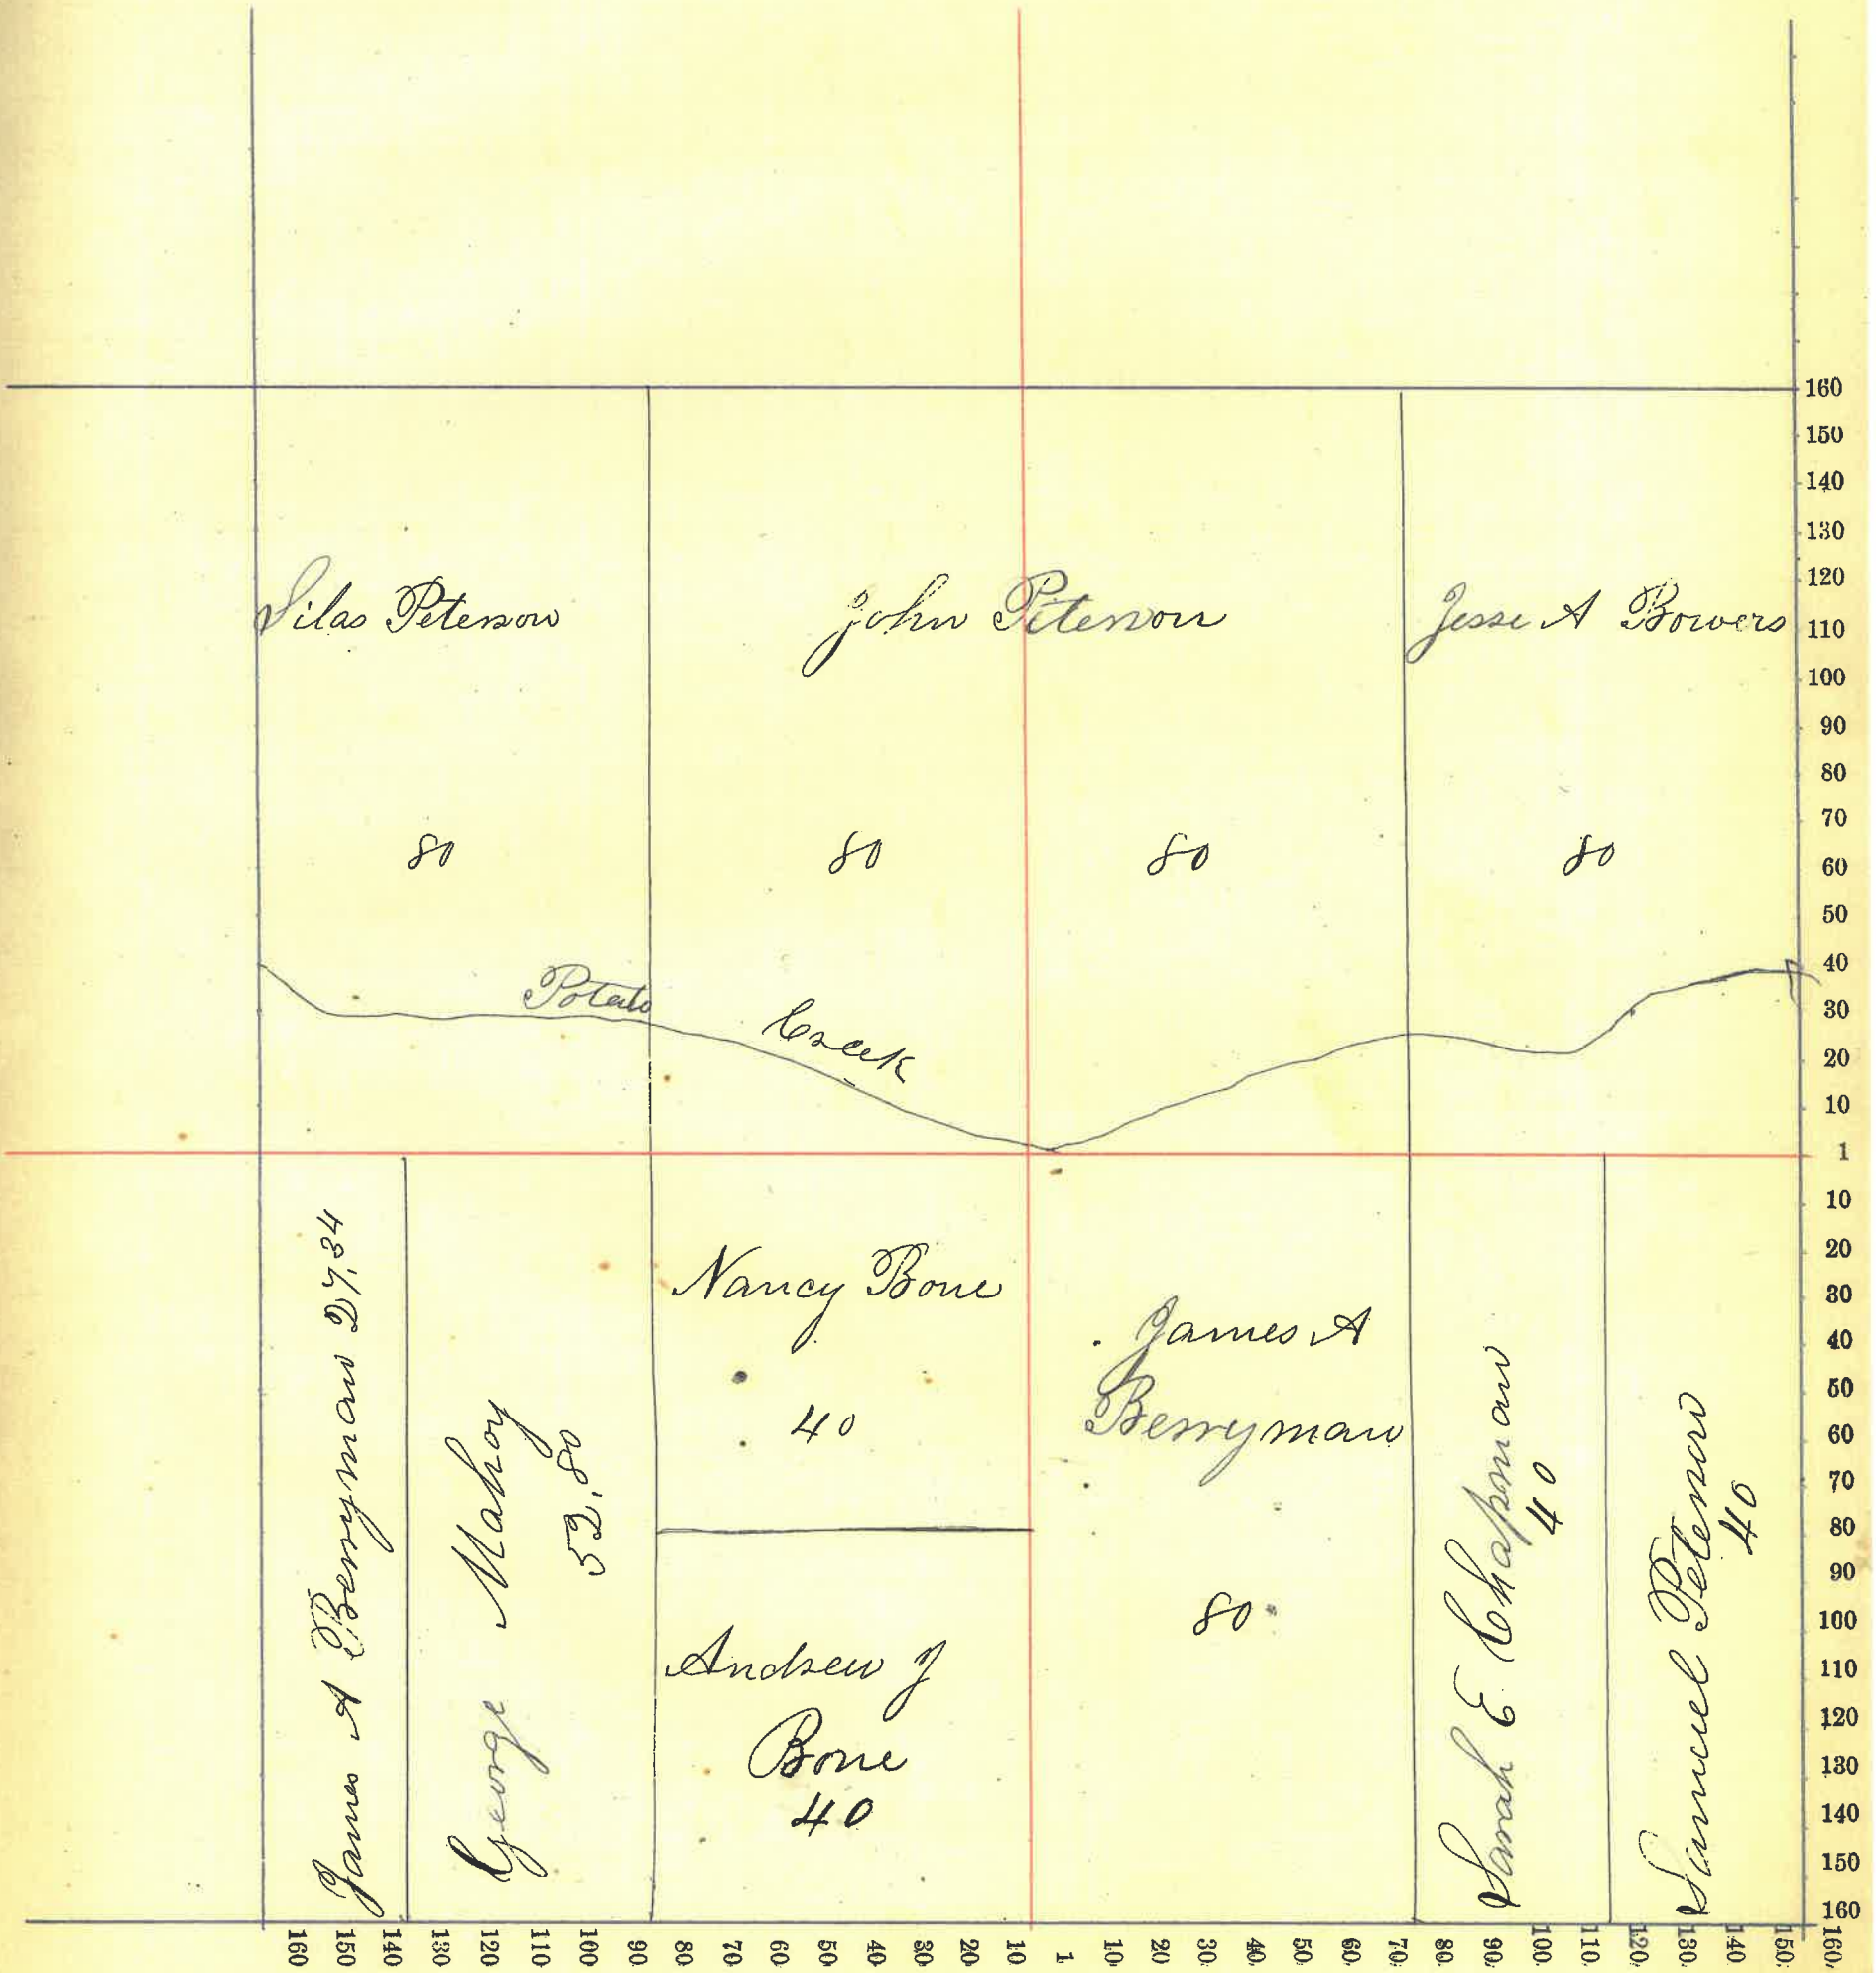 160
150
140
130
120
Silas Peterson
John Peterson
Jesse A Bowers
110
100
90
80
70
80
80
80
80
60
50
40
Potato
Creek
30
20
10
1
10
20
30
40
50
60
70
80
90
100
110
120
130
140
150
160
James A Berryman 27,34
George Mahoy
52,80
Nancy Bone
40
Andrew J
Bone
40
James A
Berryman
80
Sarah E Chapman
40
Samuel Peterson
40
160 150 140 130 120 110 100 90 80 70 60 50 40 30 20 10 1 10 20 30 40 50 60 70 80 90 100 110 120 130 140 150 160